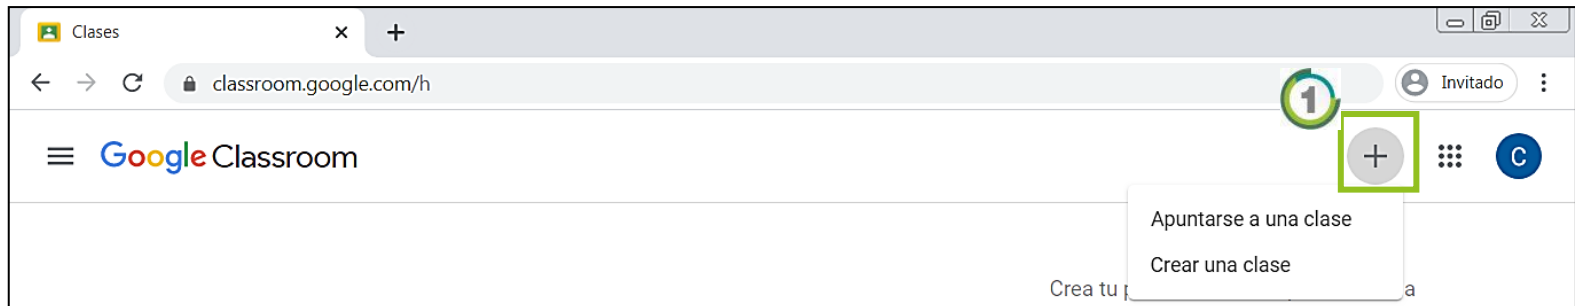 Clases
classroom.google.com/h
Invitado
1
Google Classroom
C
Apuntarse a una clase
Crear una clase
Crea tu
a